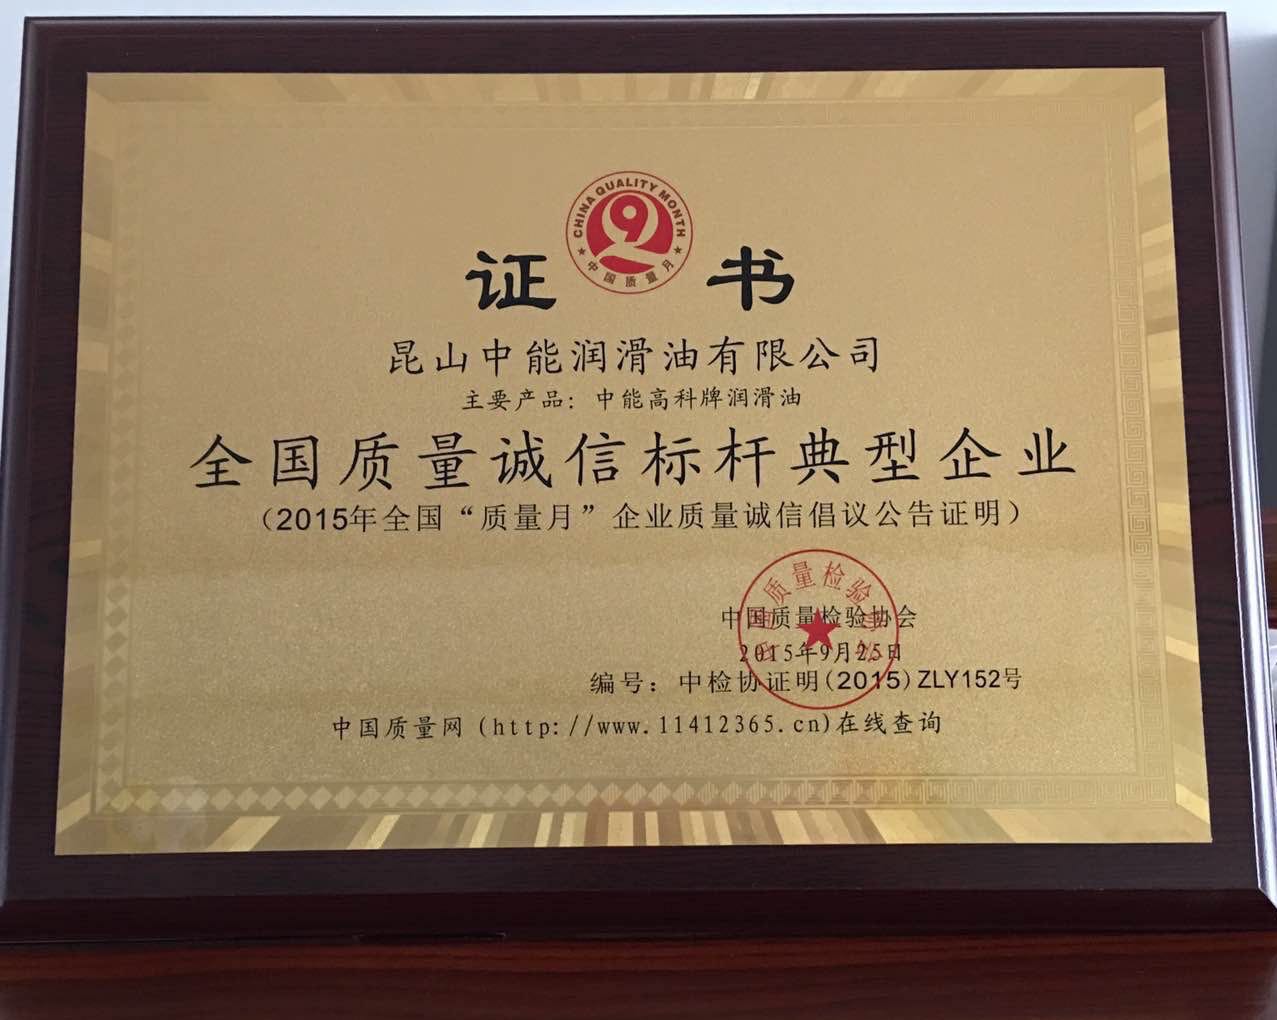 CHINA QUALITY MONTH
中国质量月
证书
昆山中能润滑油有限公司
主要产品：中能高科牌润滑油
全国质量诚信标杆典型企业
（2015年全国“质量月”企业质量诚信倡议公告证明）
中国质量检验协会
中国质量检验协会
2015年9月25日
编号：中检协证明(2015)ZLY152号
中国质量网(http://www.11412365.cn)在线查询